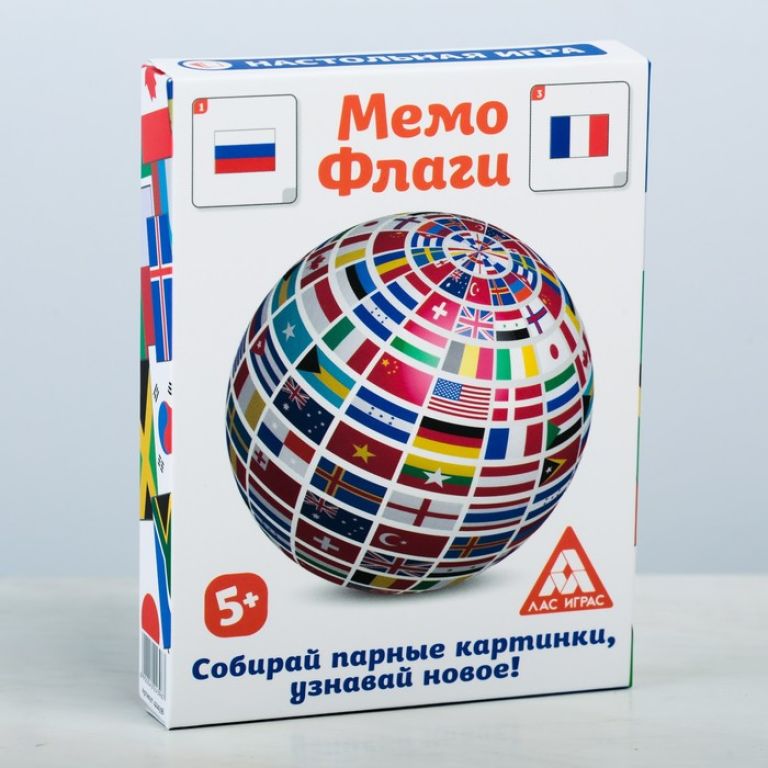 НАСТОЛЬНАЯ ИГРА
1
3
Мемо
Флаги
5+
ЛАС ИГРАС
Собирай парные картинки,
узнавай новое!